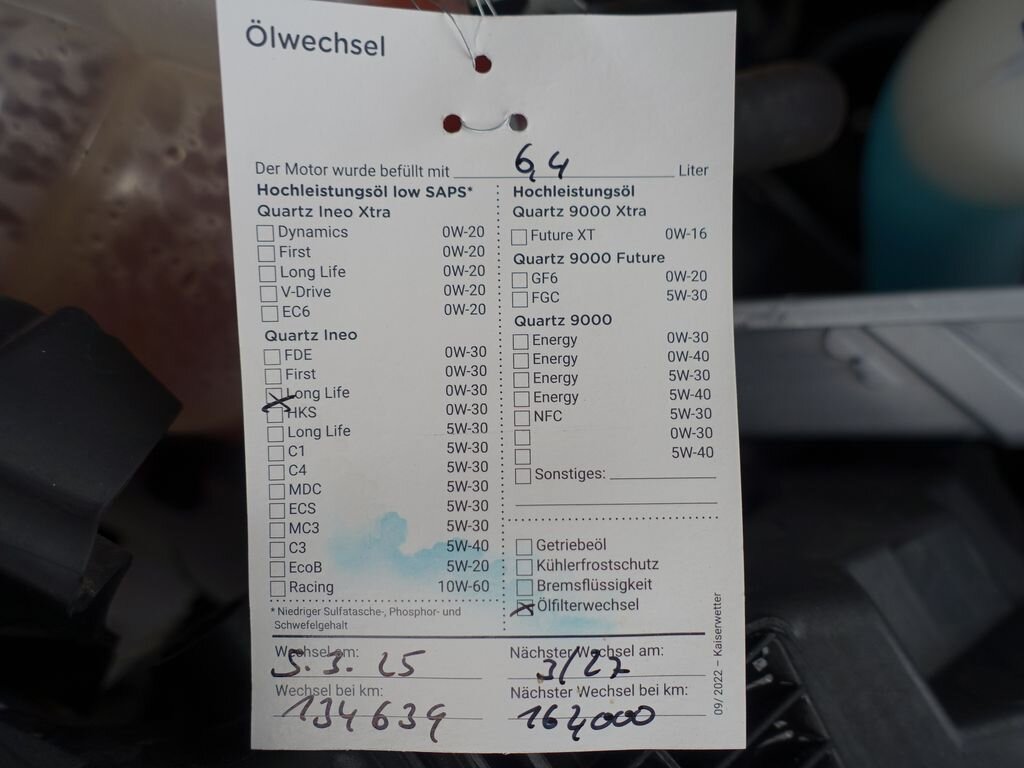 Ölwechsel
Der Motor wurde befüllt mit 6,4 Liter
Hochleistungsöl low SAPS*
Quartz Ineo Xtra
Dynamics 0W-20
First 0W-20
Long Life 0W-20
V-Drive 0W-20
EC6 0W-20
Quartz Ineo
FDE 0W-30
First 0W-30
Long Life 0W-30
HKS 0W-30
Long Life 5W-30
C1 5W-30
C4 5W-30
MDC 5W-30
ECS 5W-30
MC3 5W-30
C3 5W-40
EcoB 5W-20
Racing 10W-60
* Niedriger Sulfatasche-, Phosphor- und
Schwefelgehalt
Hochleistungsöl
Quartz 9000 Xtra
Future XT 0W-16
Quartz 9000 Future
GF6 0W-20
FGC 5W-30
Quartz 9000
Energy 0W-30
Energy 0W-40
Energy 5W-30
Energy 5W-40
NFC 5W-30
0W-30
5W-40
Sonstiges:
Getriebeöl
Kühlerfrostschutz
Bremsflüssigkeit
Ölfilterwechsel
Wechsel am: 5.3.25
Nächster Wechsel am: 3/27
Wechsel bei km: 134639
Nächster Wechsel bei km: 164000
09/2022 – Kaiserwetter